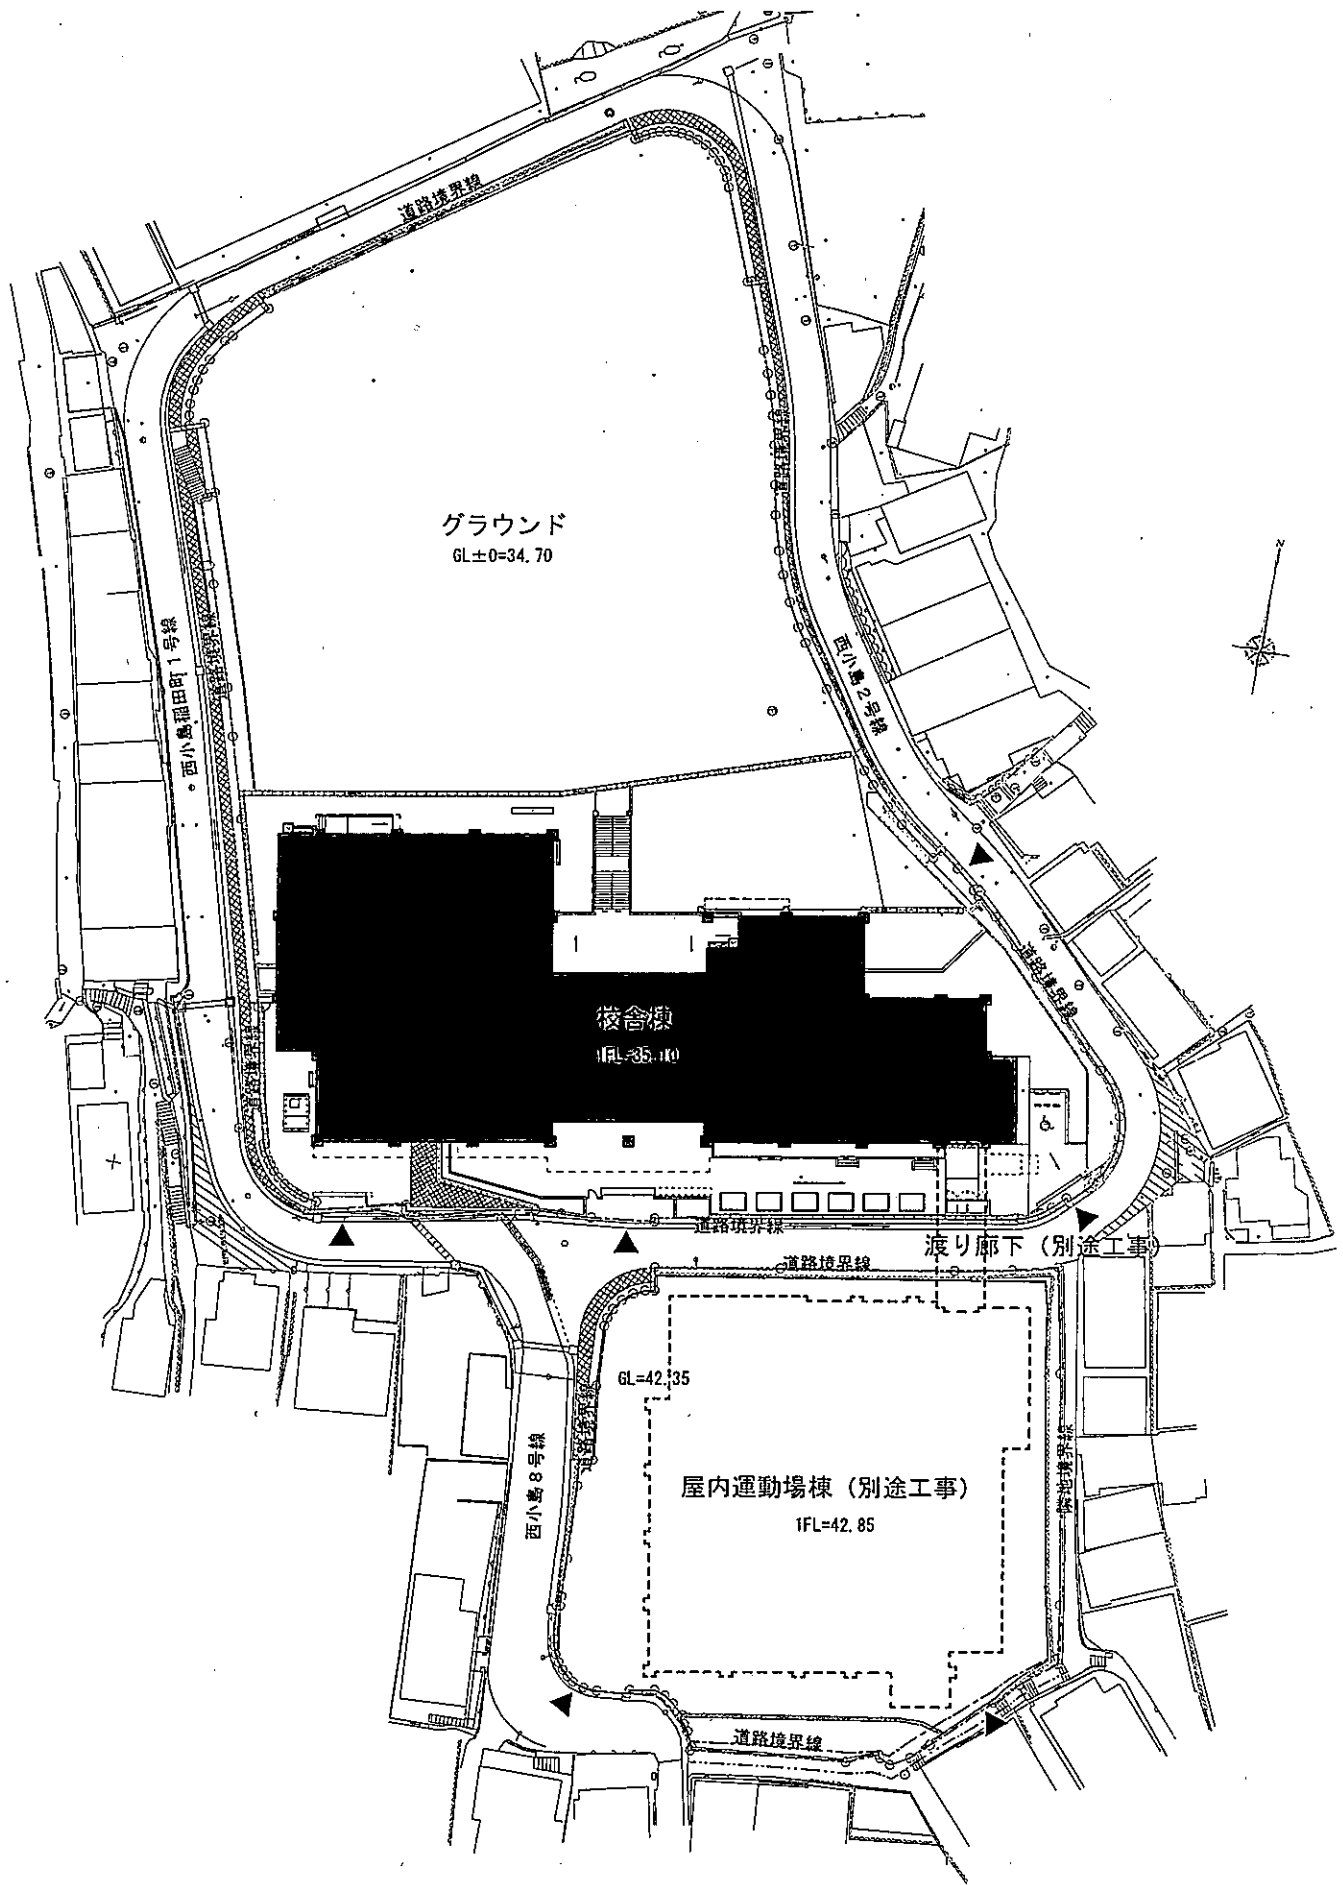 道路境界線
グラウンド
GL±0=34.70
道路境界線
道路境界線
西小島稲田町1号線
西小島2号線
N
校舎棟
1FL=35.10
道路境界線
道路境界線
道路境界線
渡り廊下（別途工事）
道路境界線
GL=42.35
道路境界線
西小島8号線
隣地境界線
屋内運動場棟（別途工事）
1FL=42.85
道路境界線